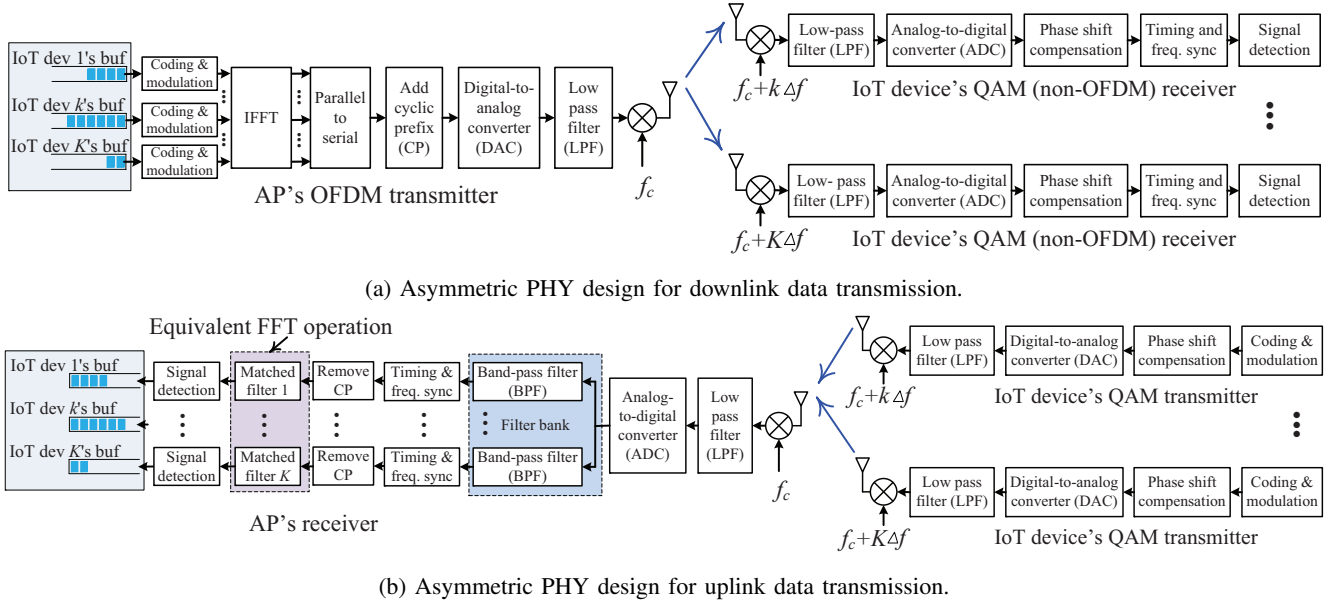 IoT dev 1's buf
IoT dev k's buf
IoT dev K's buf
Coding &
modulation
Coding &
modulation
Coding &
modulation
IFFT
Parallel
to
serial
Add
cyclic
prefix
(CP)
Digital-to-
analog
converter
(DAC)
Low
pass
filter
(LPF)
f_c
AP's OFDM transmitter
f_c+kΔf
Low-pass
filter (LPF)
Analog-to-digital
converter (ADC)
Phase shift
compensation
Timing and
freq. sync
Signal
detection
IoT device's QAM (non-OFDM) receiver
f_c+KΔf
Low- pass
filter (LPF)
Analog-to-digital
converter (ADC)
Phase shift
compensation
Timing and
freq. sync
Signal
detection
IoT device's QAM (non-OFDM) receiver
(a) Asymmetric PHY design for downlink data transmission.
Equivalent FFT operation
IoT dev 1's buf
IoT dev k's buf
IoT dev K's buf
Signal
detection
Matched
filter 1
Remove
CP
Timing &
freq. sync
Band-pass filter
(BPF)
Filter bank
Signal
detection
Matched
filter K
Remove
CP
Timing &
freq. sync
Band-pass filter
(BPF)
Analog-
to-digital
converter
(ADC)
Low
pass
filter
(LPF)
f_c
AP's receiver
f_c+kΔf
Low pass
filter (LPF)
Digital-to-analog
converter (DAC)
Phase shift
compensation
Coding &
modulation
IoT device's QAM transmitter
f_c+KΔf
Low pass
filter (LPF)
Digital-to-analog
converter (DAC)
Phase shift
compensation
Coding &
modulation
IoT device's QAM transmitter
(b) Asymmetric PHY design for uplink data transmission.